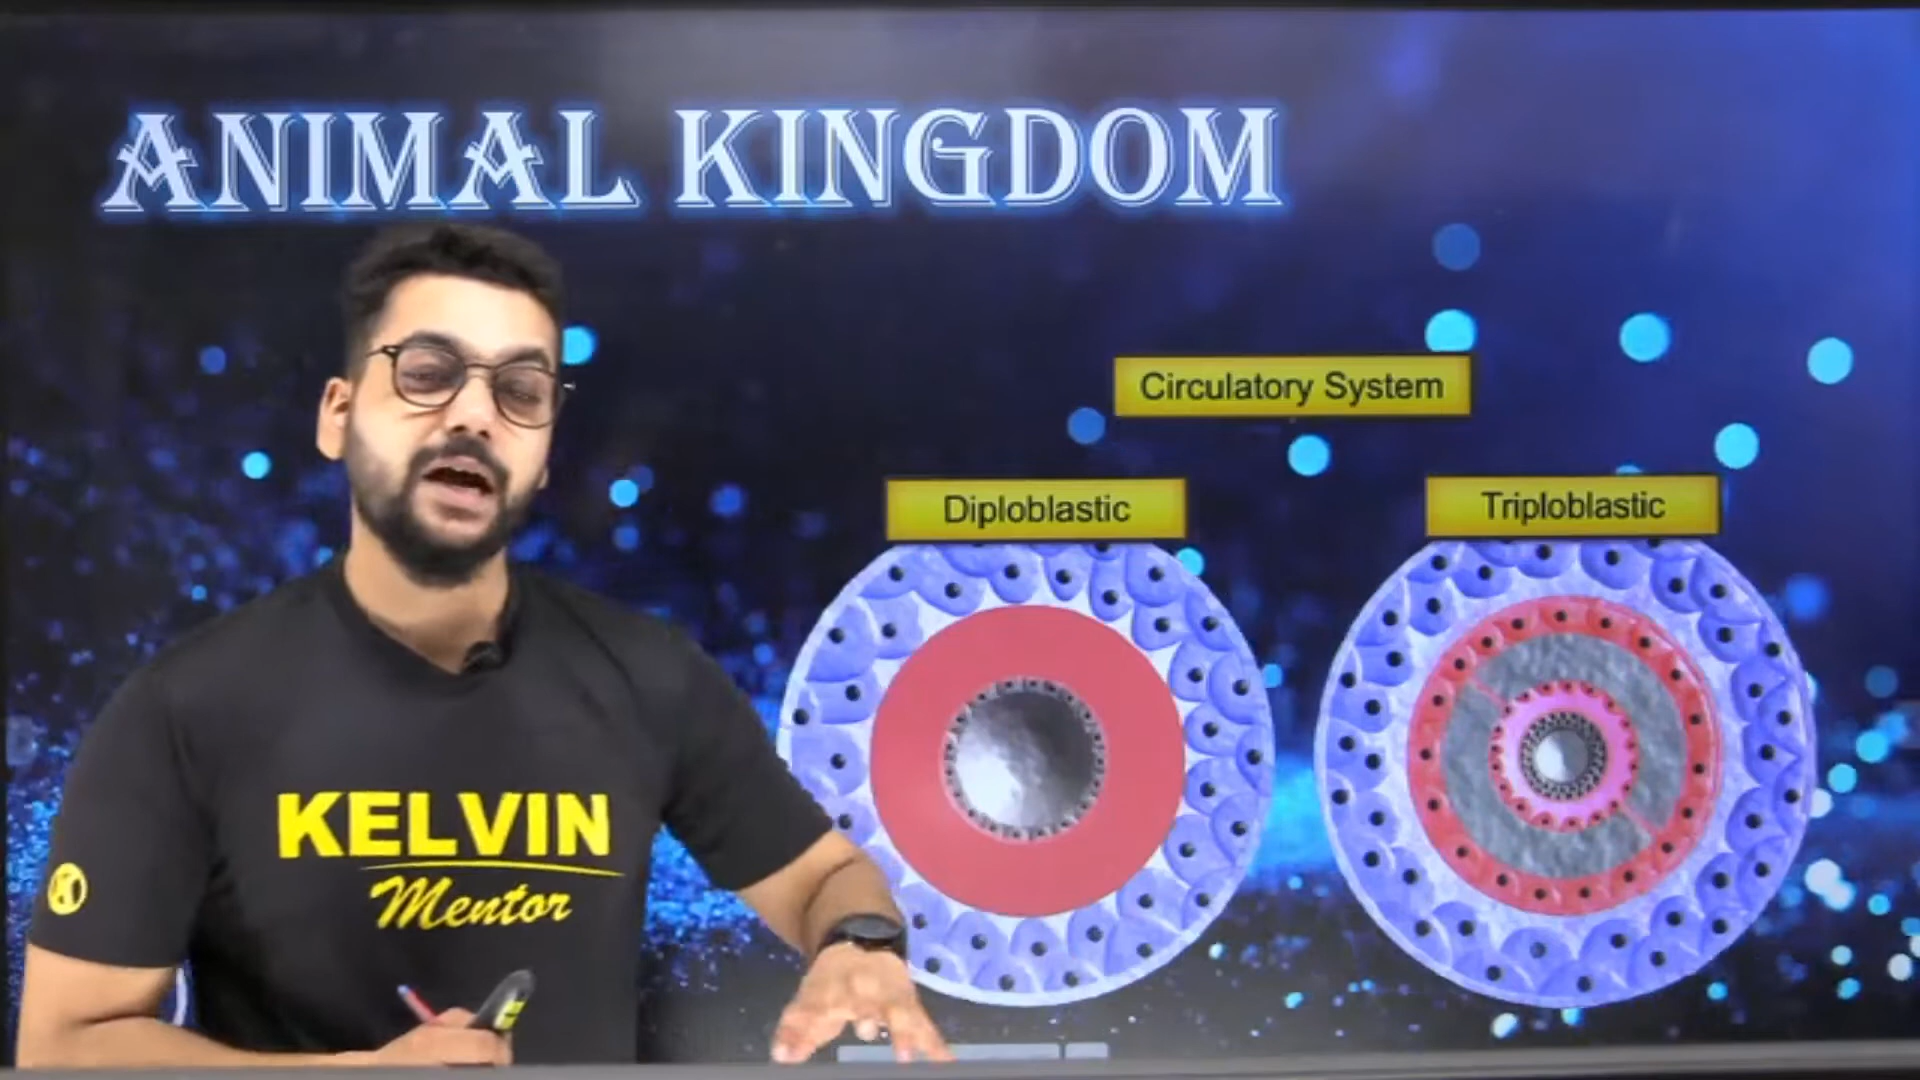 ANIMAL KINGDOM
Circulatory System
Diploblastic
Triploblastic
KELVIN
Mentor
K